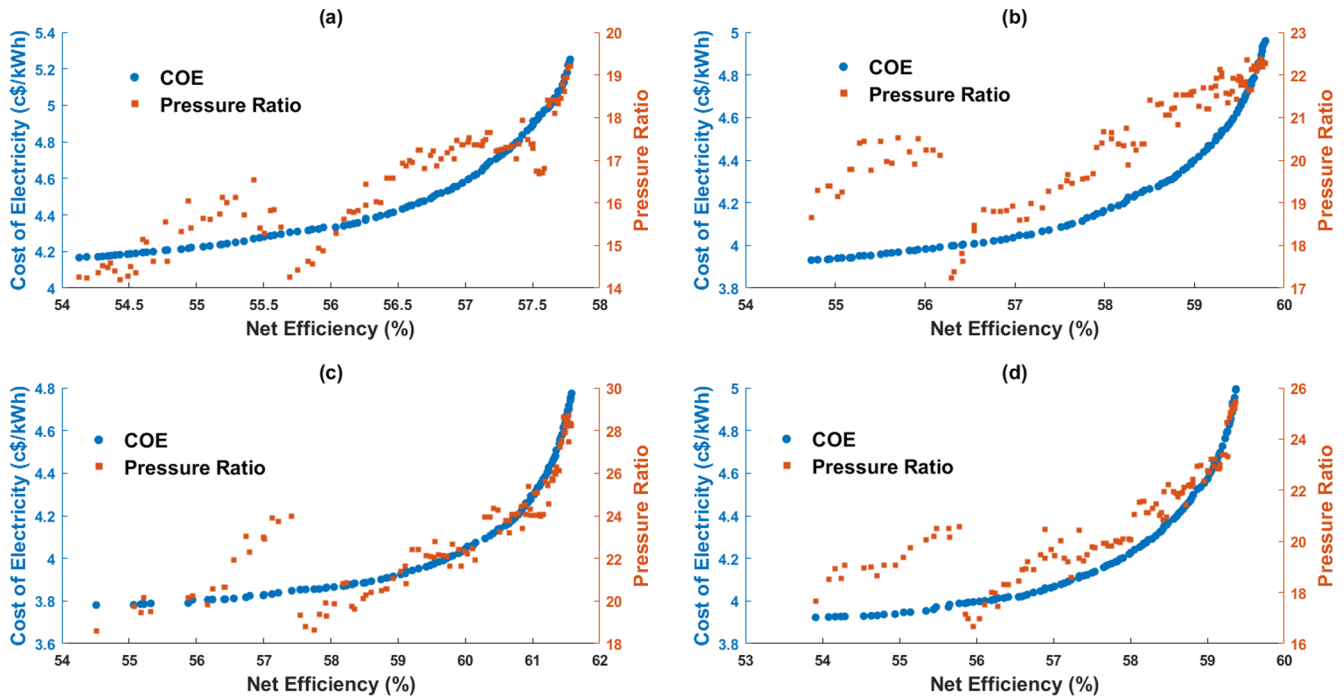 (a)
Cost of Electricity (c$/kWh)
5.4
5.2
5
4.8
4.6
4.4
4.2
4
COE
Pressure Ratio
20
19
18
17
16
15
14
Pressure Ratio
54 54.5 55 55.5 56 56.5 57 57.5 58
Net Efficiency (%)
(b)
Cost of Electricity (c$/kWh)
5
4.8
4.6
4.4
4.2
4
3.8
COE
Pressure Ratio
23
22
21
20
19
18
17
Pressure Ratio
54 55 56 57 58 59 60
Net Efficiency (%)
(c)
Cost of Electricity (c$/kWh)
4.8
4.6
4.4
4.2
4
3.8
3.6
COE
Pressure Ratio
30
28
26
24
22
20
18
Pressure Ratio
54 55 56 57 58 59 60 61 62
Net Efficiency (%)
(d)
Cost of Electricity (c$/kWh)
5
4.8
4.6
4.4
4.2
4
3.8
COE
Pressure Ratio
26
24
22
20
18
16
Pressure Ratio
53 54 55 56 57 58 59 60
Net Efficiency (%)